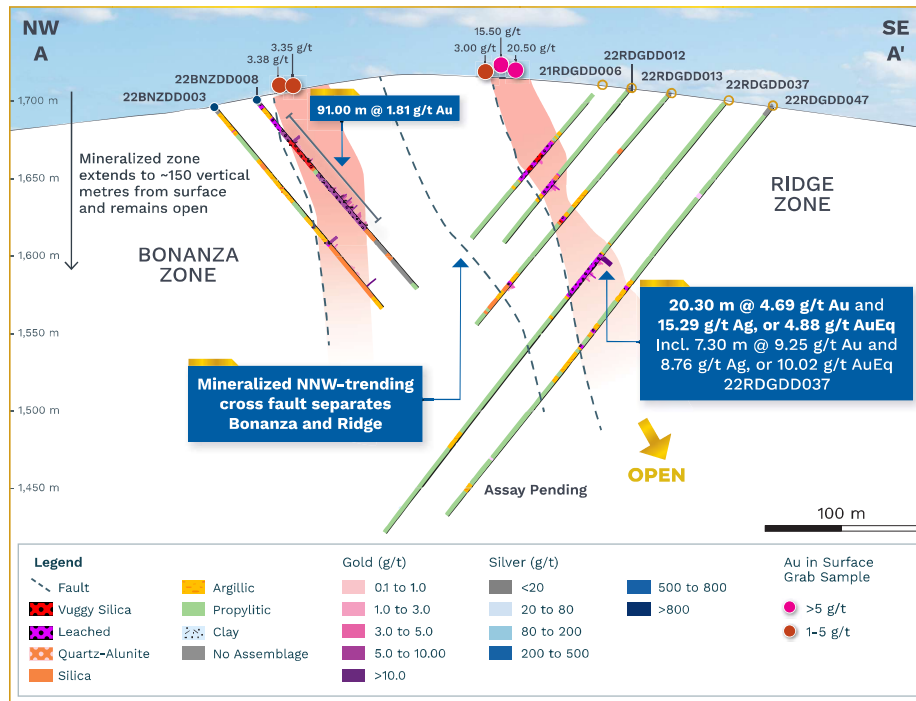 NW
A
SE
A'
15.50 g/t
3.35 g/t
3.38 g/t
3.00 g/t
20.50 g/t
22BNZDD008
22BNZDD003
21RDGDD006
22RDGDD012
22RDGDD013
22RDGDD037
22RDGDD047
1,700 m
1,650 m
1,600 m
1,550 m
1,500 m
1,450 m
91.00 m @ 1.81 g/t Au
Mineralized zone
extends to ~150 vertical
metres from surface
and remains open
BONANZA
ZONE
RIDGE
ZONE
20.30 m @ 4.69 g/t Au and
15.29 g/t Ag, or 4.88 g/t AuEq
Incl. 7.30 m @ 9.25 g/t Au and
8.76 g/t Ag, or 10.02 g/t AuEq
22RDGDD037
Mineralized NNW-trending
cross fault separates
Bonanza and Ridge
OPEN
Assay Pending
100 m
Legend
Fault
Vuggy Silica
Leached
Quartz-Alunite
Silica
Argillic
Propylitic
Clay
No Assemblage
Gold (g/t)
0.1 to 1.0
1.0 to 3.0
3.0 to 5.0
5.0 to 10.00
>10.0
Silver (g/t)
<20
20 to 80
80 to 200
200 to 500
500 to 800
>800
Au in Surface
Grab Sample
>5 g/t
1-5 g/t